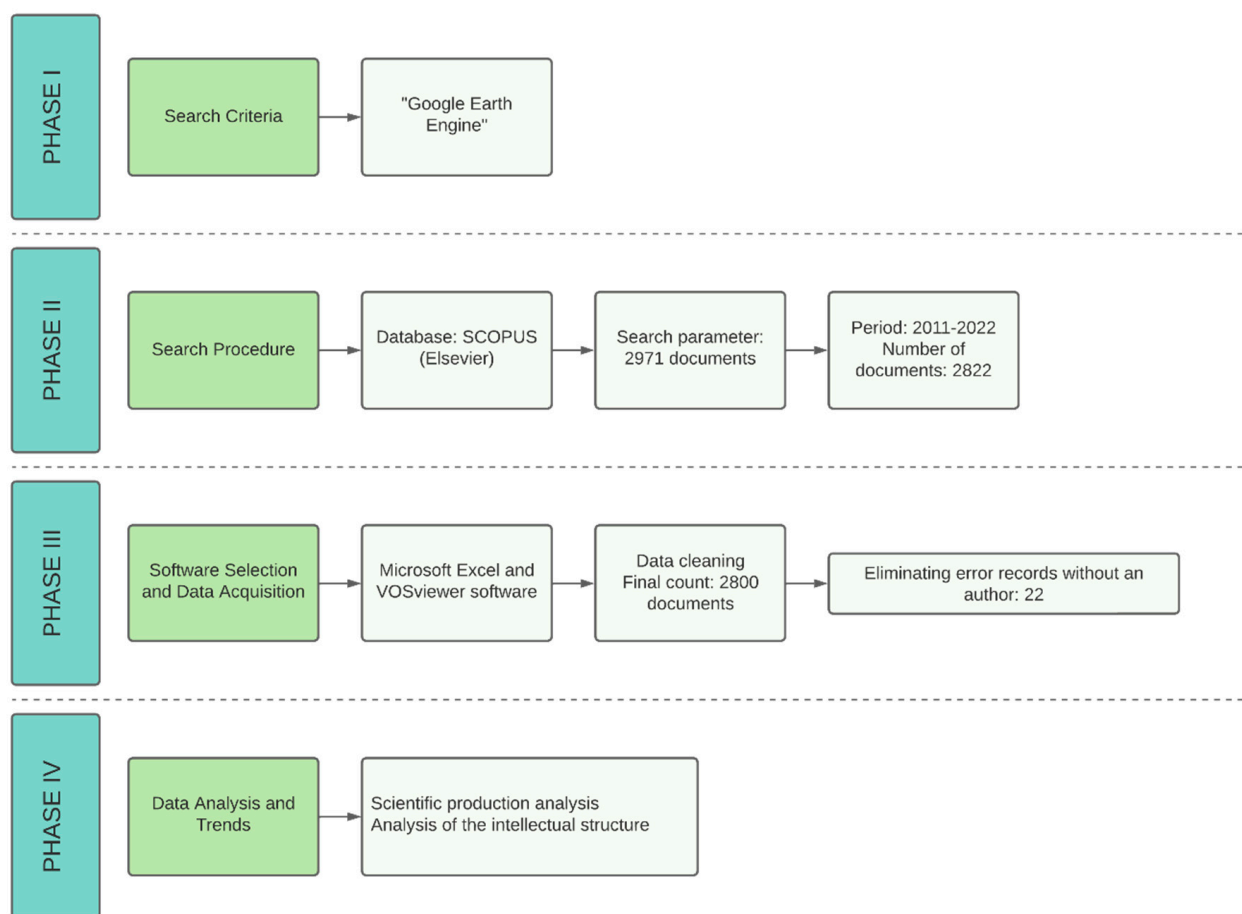 PHASE I
Search Criteria
"Google Earth
Engine"
PHASE II
Search Procedure
Database: SCOPUS
(Elsevier)
Search parameter:
2971 documents
Period: 2011-2022
Number of
documents: 2822
PHASE III
Software Selection
and Data Acquisition
Microsoft Excel and
VOSviewer software
Data cleaning
Final count: 2800
documents
Eliminating error records without an
author: 22
PHASE IV
Data Analysis and
Trends
Scientific production analysis
Analysis of the intellectual structure